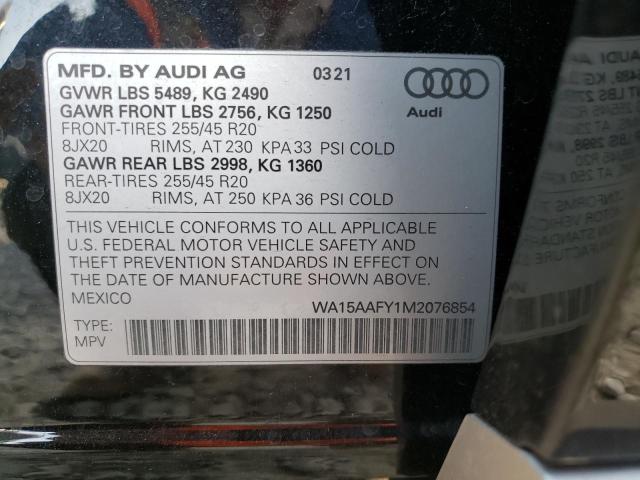 MFD. BY AUDI AG 03 21
GVWR LBS 5489, KG 2490
GAWR FRONT LBS 2756, KG 1250
FRONT-TIRES 255/45 R20
8JX20 RIMS, AT 230 KPA 33 PSI COLD
GAWR REAR LBS 2998, KG 1360
REAR-TIRES 255/45 R20
8JX20 RIMS, AT 250 KPA 36 PSI COLD
Audi
THIS VEHICLE CONFORMS TO ALL APPLICABLE
U.S. FEDERAL MOTOR VEHICLE SAFETY AND
THEFT PREVENTION STANDARDS IN EFFECT ON
THE DATE OF MANUFACTURE SHOWN ABOVE.
MEXICO
WA15AAFY1M2076854
TYPE:
MPV